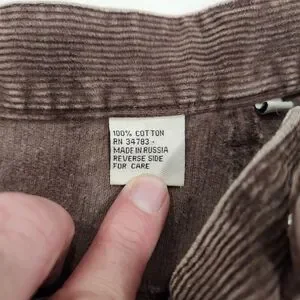 100% COTTON
RN 34783 -
MADE IN RUSSIA
REVERSE SIDE
FOR CARE